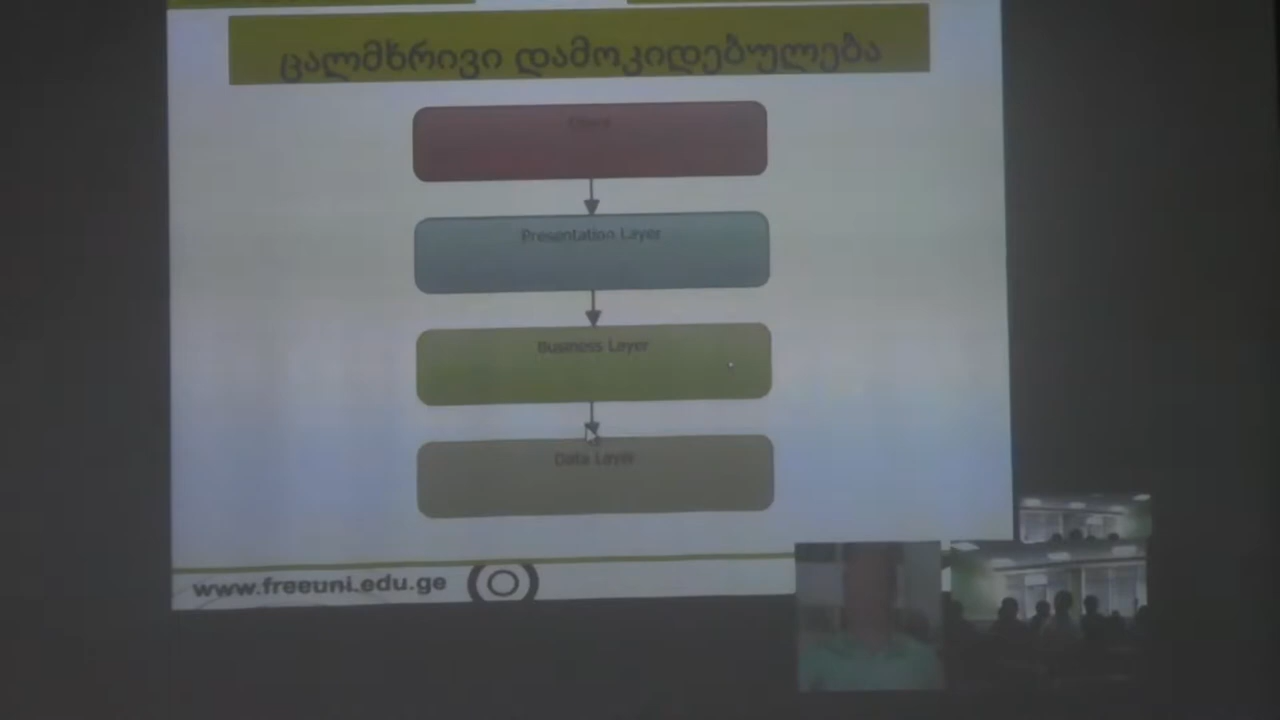 ცალმხრივი დამოკიდებულება
Presentation Layer
Business Layer
Data Layer
www.freeuni.edu.ge